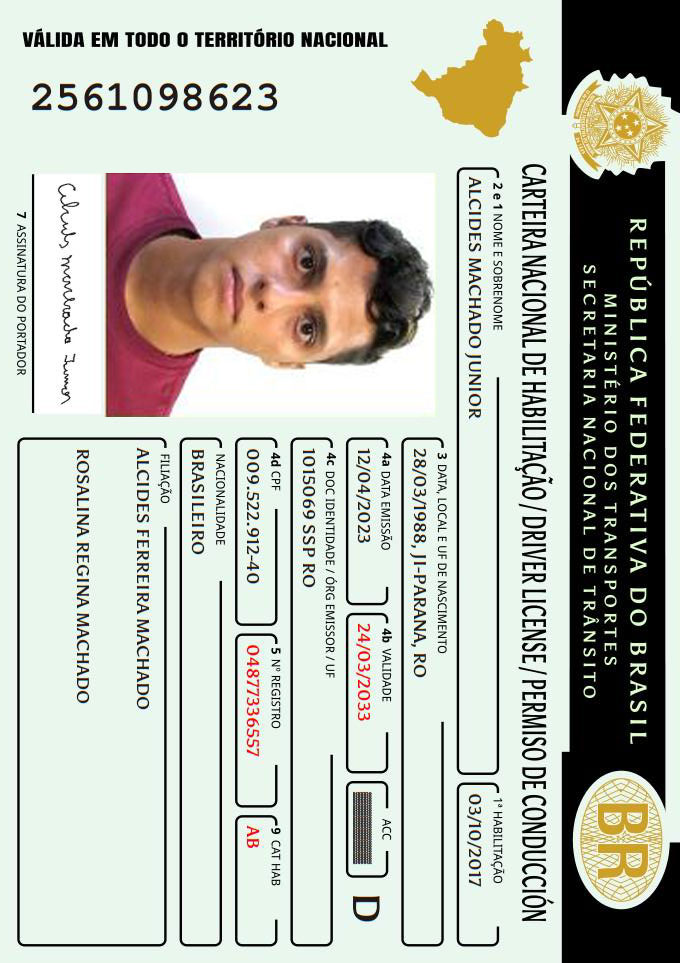 REPÚBLICA FEDERATIVA DO BRASIL
MINISTÉRIO DOS TRANSPORTES
SECRETARIA NACIONAL DE TRÂNSITO
BR
CARTEIRA NACIONAL DE HABILITAÇÃO / DRIVER LICENSE / PERMISO DE CONDUCCIÓN
2 e 1 NOME E SOBRENOME
ALCIDES MACHADO JUNIOR
1ª HABILITAÇÃO
03/10/2017
3 DATA, LOCAL E UF DE NASCIMENTO
28/03/1988, JI-PARANA, RO
4a DATA EMISSÃO
12/04/2023
4b VALIDADE
24/03/2033
ACC
D
4c DOC IDENTIDADE / ÓRG EMISSOR / UF
1015069 SSP RO
4d CPF
009.522.912-40
5 Nº REGISTRO
04877336557
9 CAT HAB
AB
NACIONALIDADE
BRASILEIRO
FILIAÇÃO
ALCIDES FERREIRA MACHADO
ROSALINA REGINA MACHADO
Machado Junior
7 ASSINATURA DO PORTADOR
VÁLIDA EM TODO O TERRITÓRIO NACIONAL
2561098623